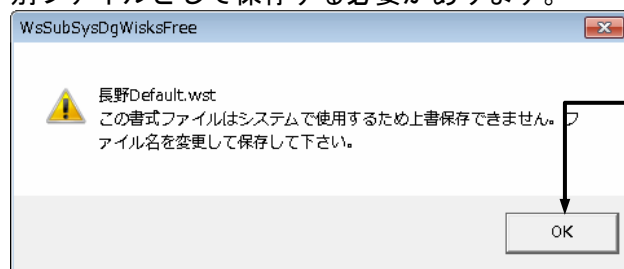 別ファイルとして保存する必要があります。
WsSubSysDgWisksFree
長野Default.wst
この書式ファイルはシステムで使用するため上書保存できません。フ
ァイル名を変更して保存して下さい。
OK